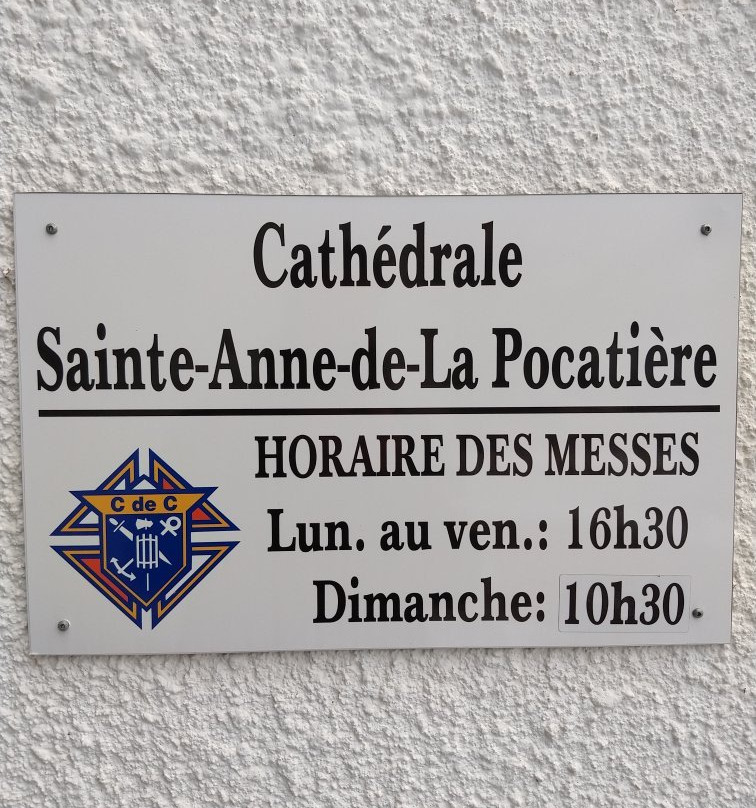 Cathédrale
Sainte-Anne-de-La Pocatière
HORAIRE DES MESSES
C de C
Lun. au ven.: 16h30
Dimanche: 10h30